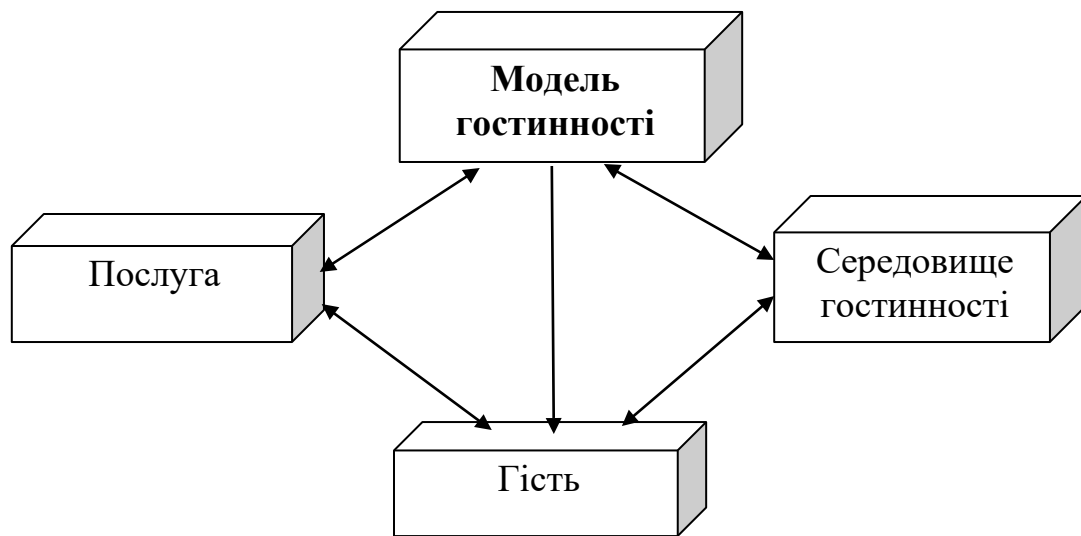 Модель
гостинності
Послуга
Середовище
гостинності
Гість